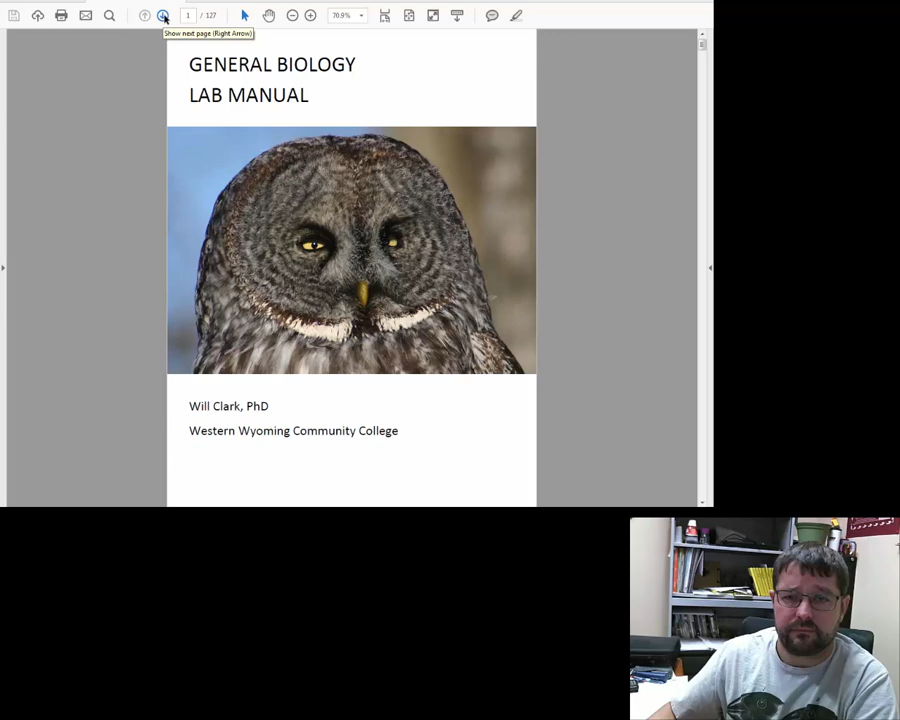 1 / 127
70.9%
Show next page (Right Arrow)
GENERAL BIOLOGY
LAB MANUAL
Will Clark, PhD
Western Wyoming Community College